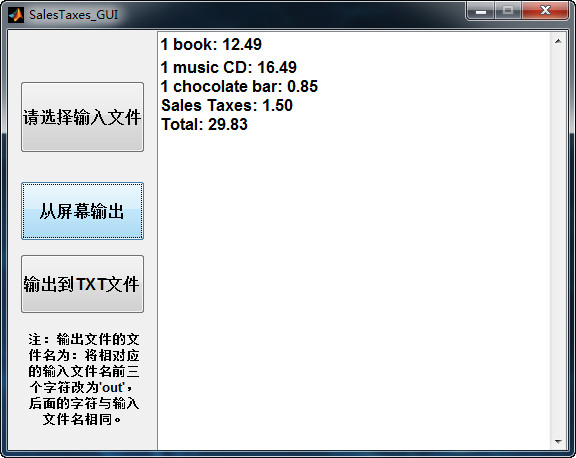 SalesTaxes_GUI
请选择输入文件
从屏幕输出
输出到TXT文件
注：输出文件的文
件名为：将相对应
的输入文件名前三
个字符改为'out'，
后面的字符与输入
文件名相同。
1 book: 12.49
1 music CD: 16.49
1 chocolate bar: 0.85
Sales Taxes: 1.50
Total: 29.83